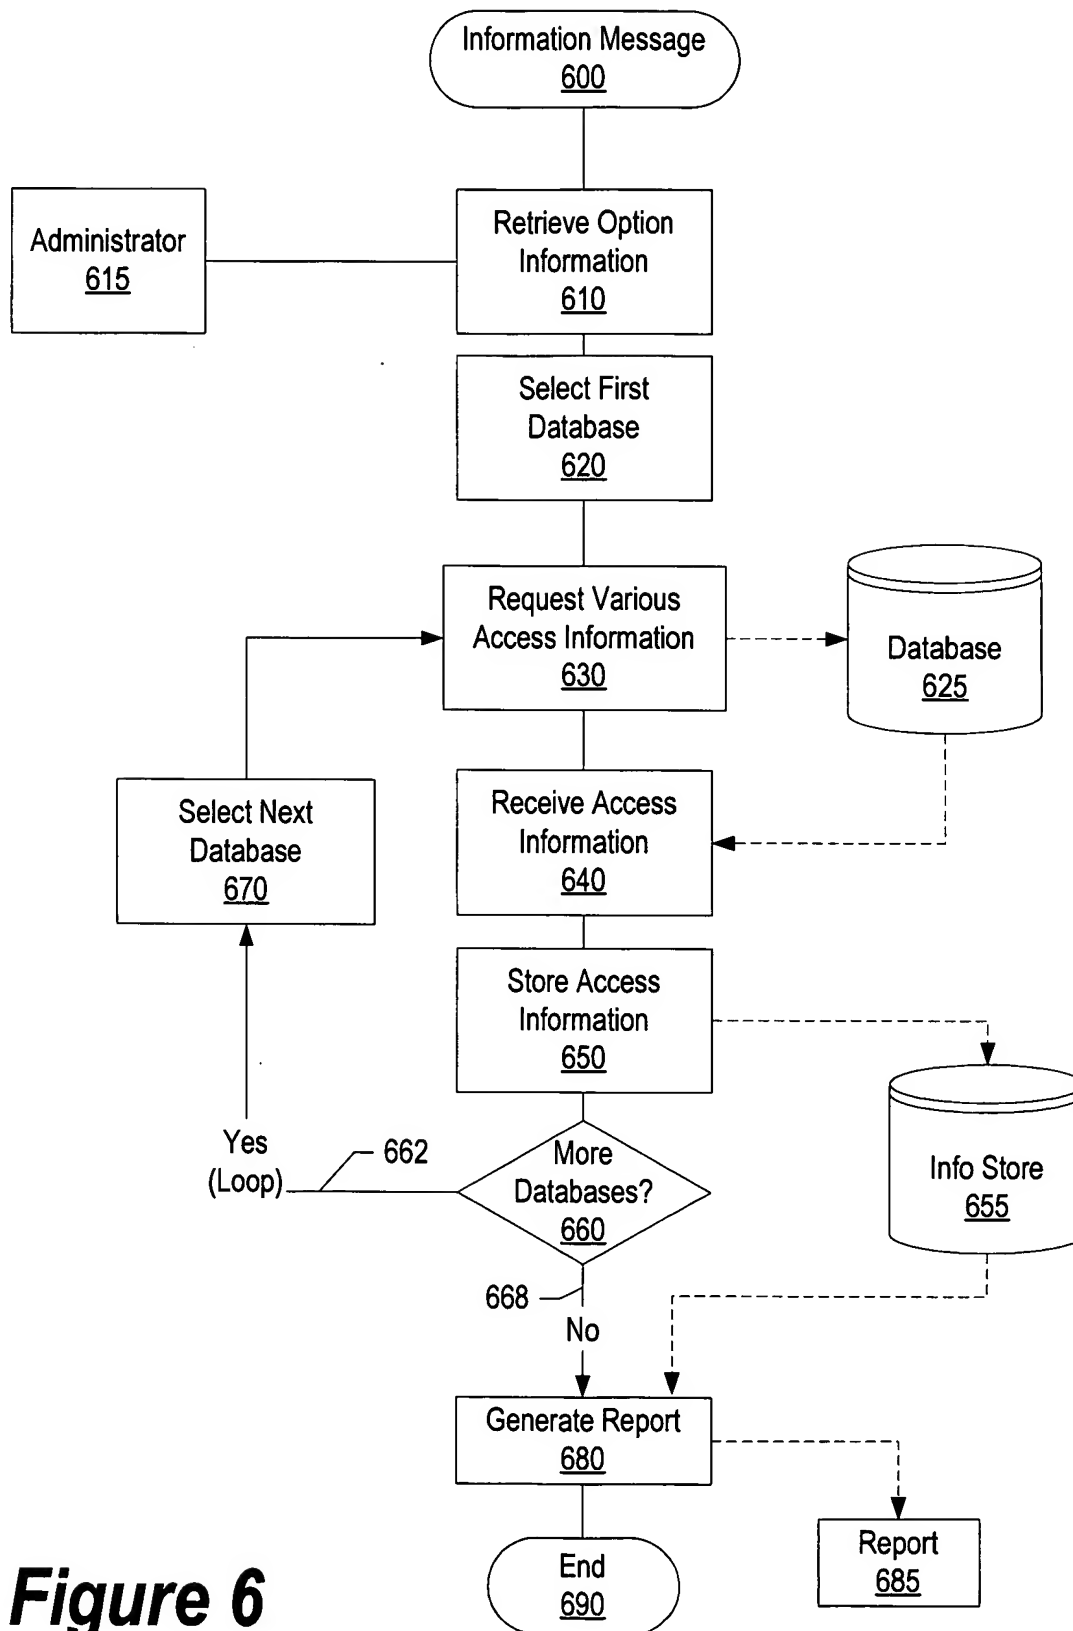 Information Message
600
Administrator
615
Retrieve Option
Information
610
Select First
Database
620
Request Various
Access Information
630
Database
625
Select Next
Database
670
Receive Access
Information
640
Store Access
Information
650
Yes
(Loop)
662
More
Databases?
660
Info Store
655
668
No
Generate Report
680
Report
685
End
690
Figure 6